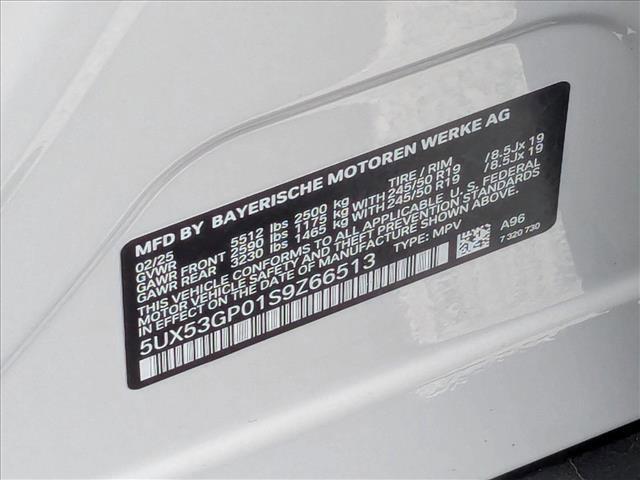 MFD BY BAYERISCHE MOTOREN WERKE AG
02/25 TIRE / RIM
GVWR 5512 lbs 2500 kg
GAWR FRONT 2590 lbs 1175 kg WITH 245/50 R19 /8.5Jx 19
GAWR REAR 3230 lbs 1465 kg WITH 245/50 R19 /8.5Jx 19
THIS VEHICLE CONFORMS TO ALL APPLICABLE U.S. FEDERAL
MOTOR VEHICLE SAFETY STANDARDS IN EFFECT ON THE DATE OF
MANUFACTURE SHOWN ABOVE.
5UX53GP01S9Z66513 TYPE: MPV
A96
7 320 730